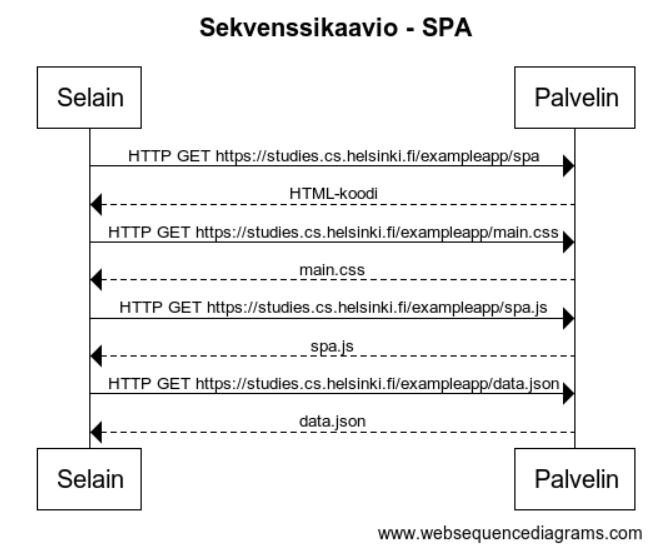 Sekvenssikaavio - SPA
Selain
Palvelin
HTTP GET https://studies.cs.helsinki.fi/exampleapp/spa
HTML-koodi
HTTP GET https://studies.cs.helsinki.fi/exampleapp/main.css
main.css
HTTP GET https://studies.cs.helsinki.fi/exampleapp/spa.js
spa.js
HTTP GET https://studies.cs.helsinki.fi/exampleapp/data.json
data.json
Selain
Palvelin
www.websequencediagrams.com